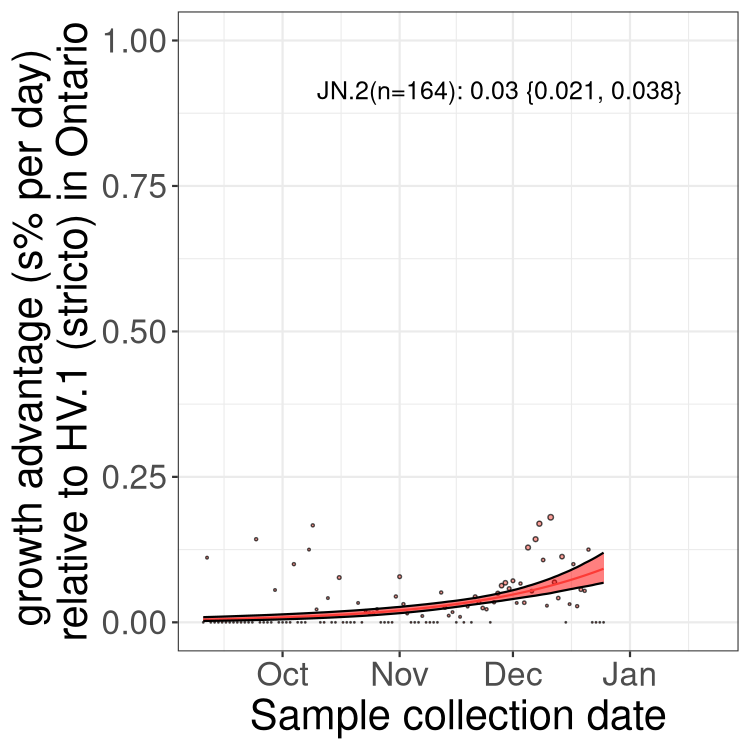 growth advantage (s% per day)
relative to HV.1 (stricto) in Ontario
1.00
0.75
0.50
0.25
0.00
JN.2(n=164): 0.03 {0.021, 0.038}
Oct Nov Dec Jan
Sample collection date